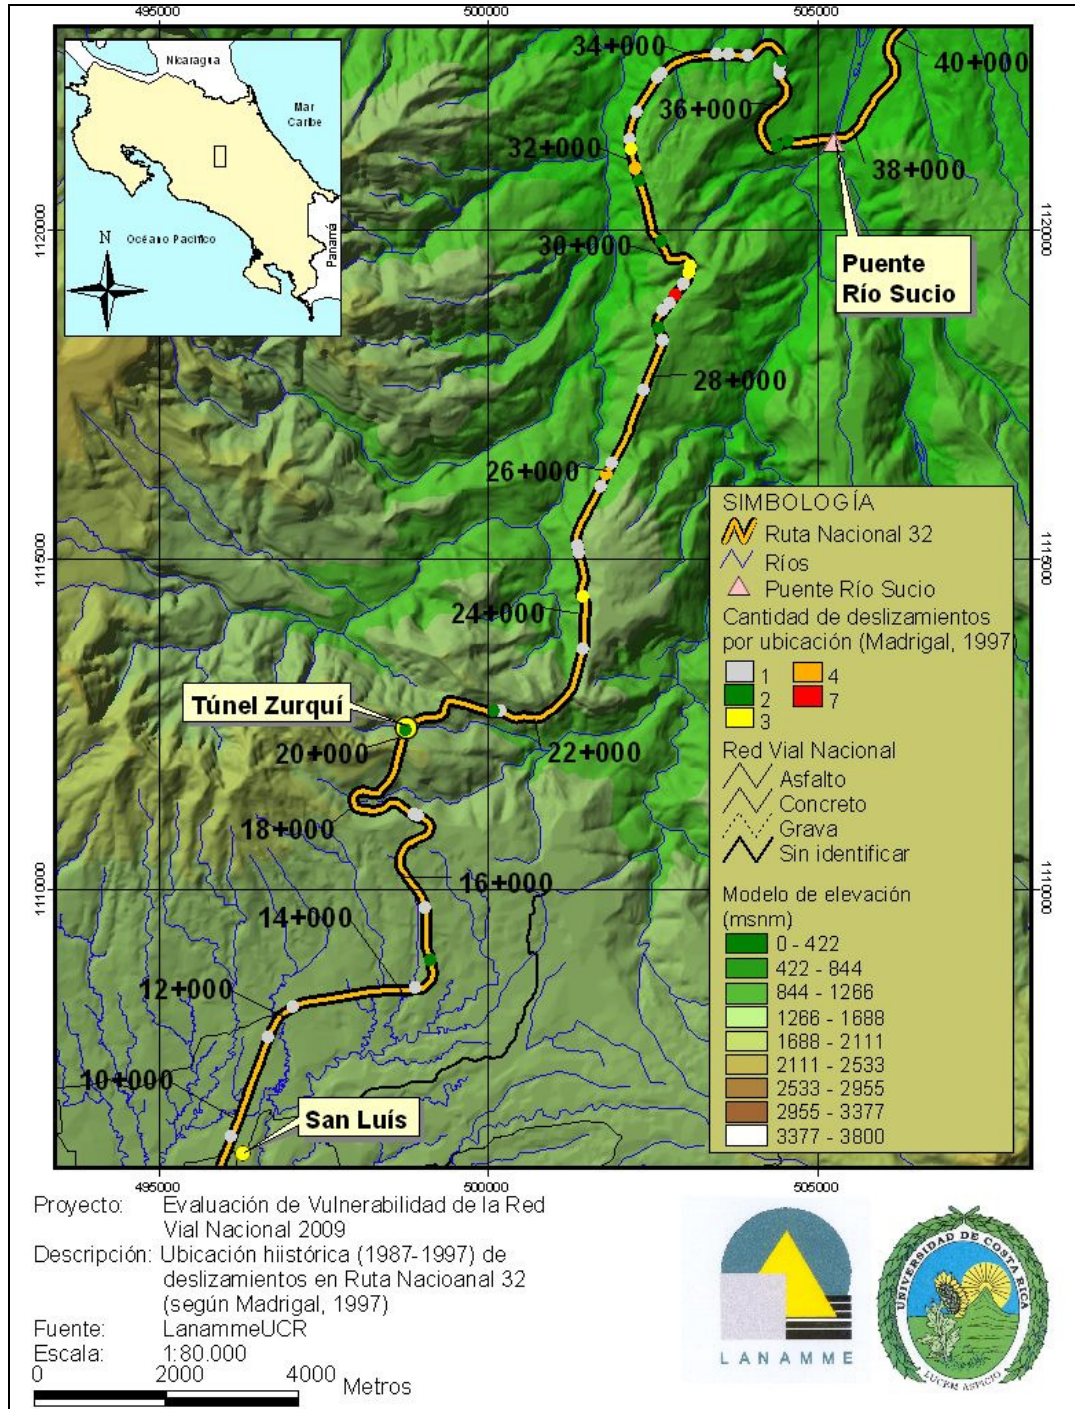 495000
500000
505000
Nicaragua
Mar
Caribe
N
Océano Pacífico
Panamá
34+000
40+000
36+000
32+000
38+000
1120000
1120000
30+000
Puente
Río Sucio
28+000
26+000
1115000
1115000
24+000
Túnel Zurquí
20+000
22+000
18+000
16+000
1110000
1110000
14+000
12+000
10+000
San Luís
SIMBOLOGÍA
Ruta Nacional 32
Ríos
Puente Río Sucio
Cantidad de deslizamientos
por ubicación (Madrigal, 1997)
1
4
2
7
3
Red Vial Nacional
Asfalto
Concreto
Grava
Sin identificar
Modelo de elevación
(msnm)
0 - 422
422 - 844
844 - 1266
1266 - 1688
1688 - 2111
2111 - 2533
2533 - 2955
2955 - 3377
3377 - 3800
495000
500000
505000
Proyecto: Evaluación de Vulnerabilidad de la Red
Vial Nacional 2009
Descripción: Ubicación hiistórica (1987-1997) de
deslizamientos en Ruta Nacioanal 32
(según Madrigal, 1997)
Fuente: LanammeUCR
Escala: 1:80.000
0 2000 4000
Metros
LANAMME
UNIVERSIDAD DE COSTA RICA
LUCEM ASPICIO